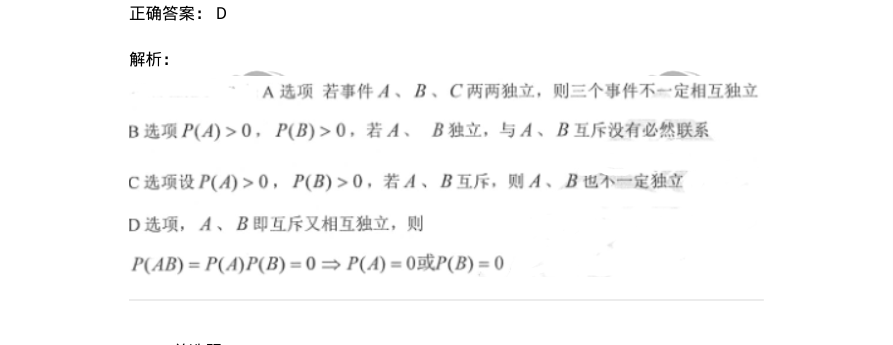 正确答案： D
解析：
A 选项 若事件 A 、 B 、 C 两两独立，则三个事件不一定相互独立
B 选项 P(A) > 0 ， P(B) > 0 ，若 A 、 B 独立，与 A 、 B 互斥没有必然联系
C 选项设 P(A) > 0 ， P(B) > 0 ，若 A 、 B 互斥，则 A 、 B 也不一定独立
D 选项， A 、 B 即互斥又相互独立，则
P(AB) = P(A)P(B) = 0 ⇒ P(A) = 0或P(B) = 0